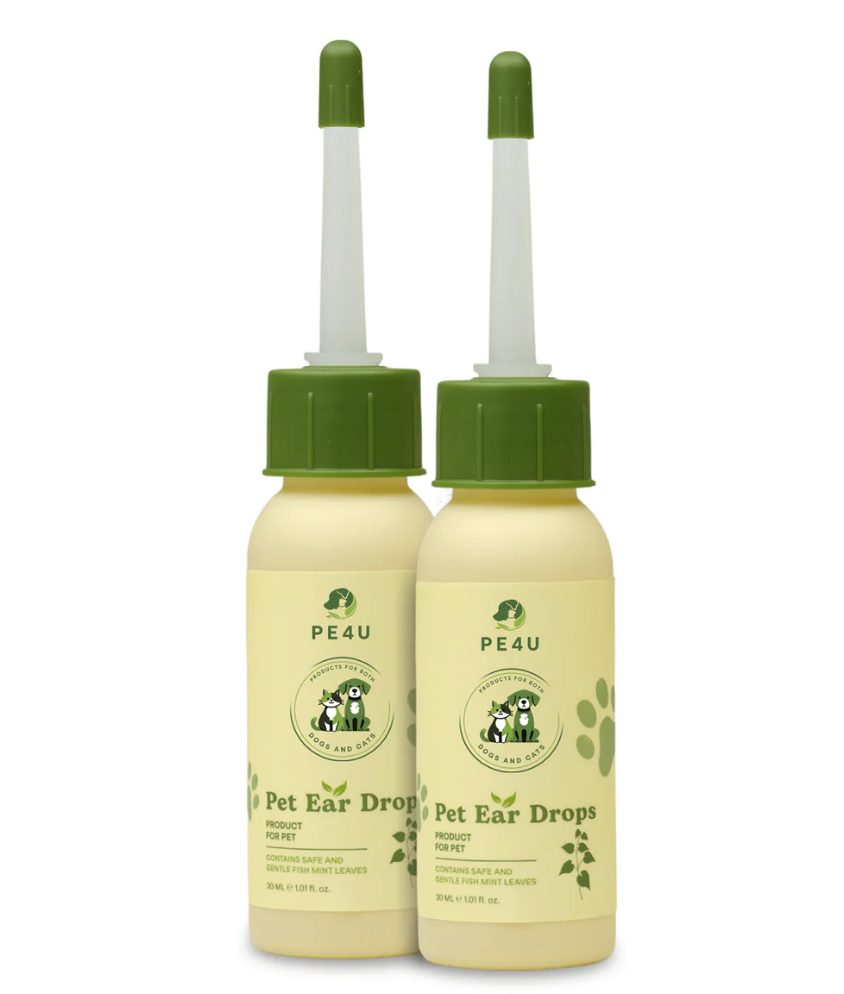 PE4U
PRODUCTS FOR BOTH
DOGS AND CATS
Pet Ear Drop
PRODUCT
FOR PET
CONTAINS SAFE AND
GENTLE FISH MINT LEAVES
30 ML ℮ 1.01 fl. oz.
PE4U
PRODUCTS FOR BOTH
DOGS AND CATS
Pet Ear Drops
PRODUCT
FOR PET
CONTAINS SAFE AND
GENTLE FISH MINT LEAVES
30 ML ℮ 1.01 fl. oz.